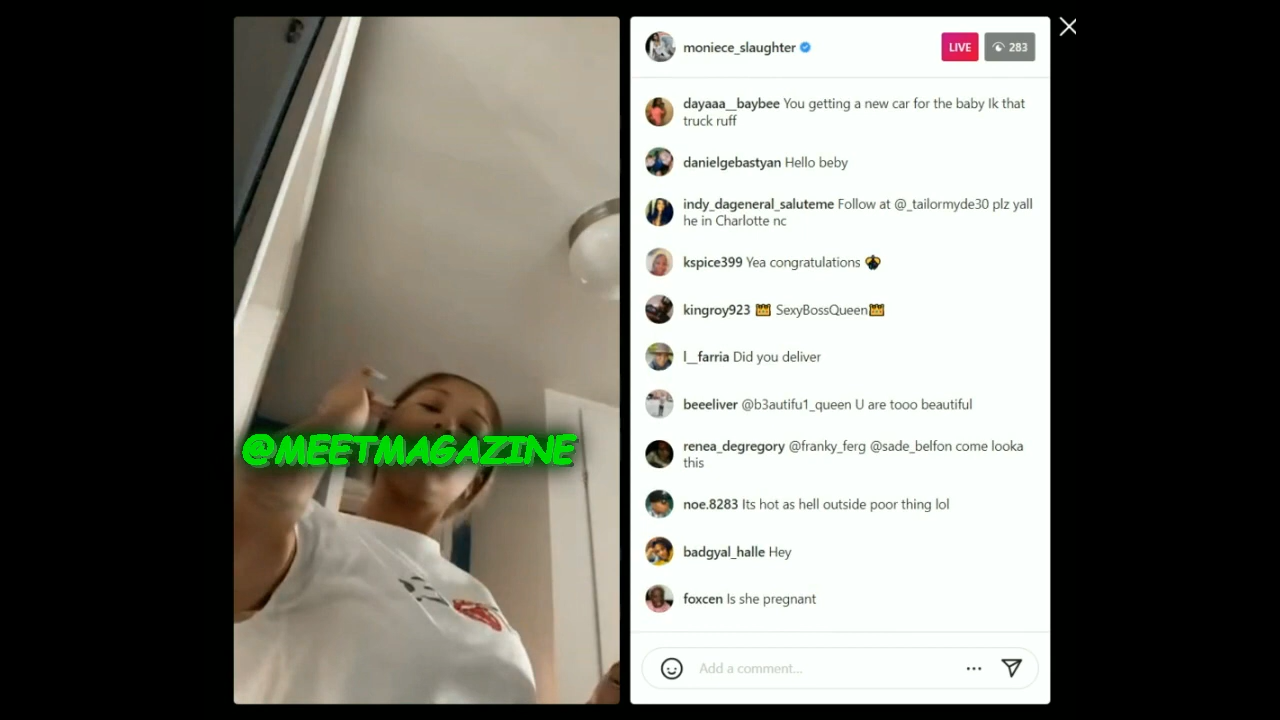 @MEETMAGAZINE
moniece_slaughter
LIVE
283
dayaaa__baybee You getting a new car for the baby Ik that
truck ruff
danielgebastyan Hello beby
indy_dageneral_saluteme Follow at @_tailormyde30 plz yall
he in Charlotte nc
kspice399 Yea congratulations
kingroy923 👑 SexyBossQueen👑
l__farria Did you deliver
beeeliver @b3autifu1_queen U are tooo beautiful
renea_degregory @franky_ferg @sade_belfon come looka
this
noe.8283 Its hot as hell outside poor thing lol
badgyal_halle Hey
foxcen Is she pregnant
Add a comment...